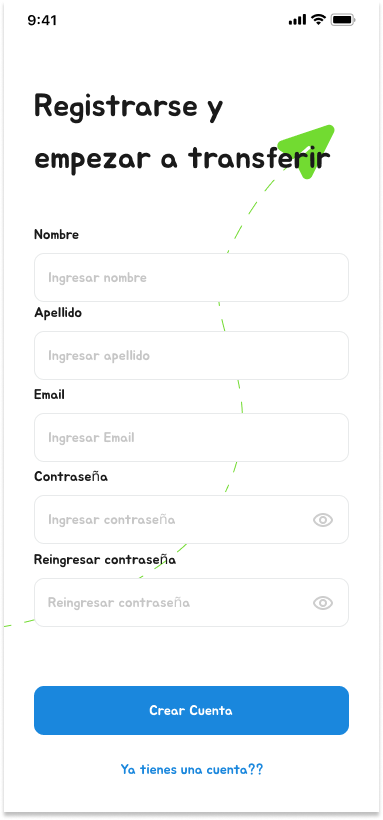 9:41
Registrarse y
empezar a transferir
Nombre
Ingresar nombre
Apellido
Ingresar apellido
Email
Ingresar Email
Contraseña
Ingresar contraseña
Reingresar contraseña
Reingresar contraseña
Crear Cuenta
Ya tienes una cuenta??